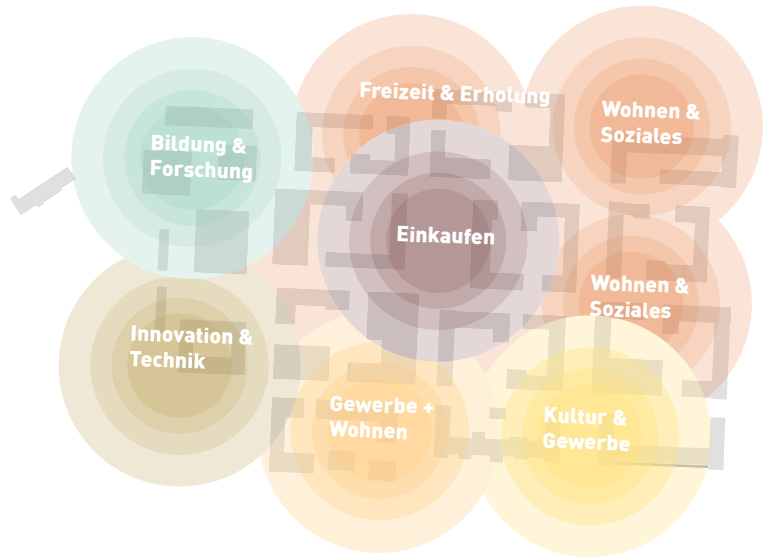 Freizeit & Erholung
Wohnen &
Soziales
Bildung &
Forschung
Einkaufen
Wohnen &
Soziales
Innovation &
Technik
Gewerbe +
Wohnen
Kultur &
Gewerbe